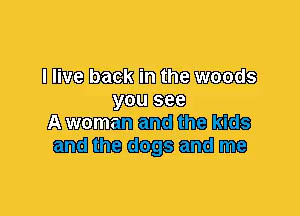 I live back in the woods
you see
A woman and the kids
and the dogs and me